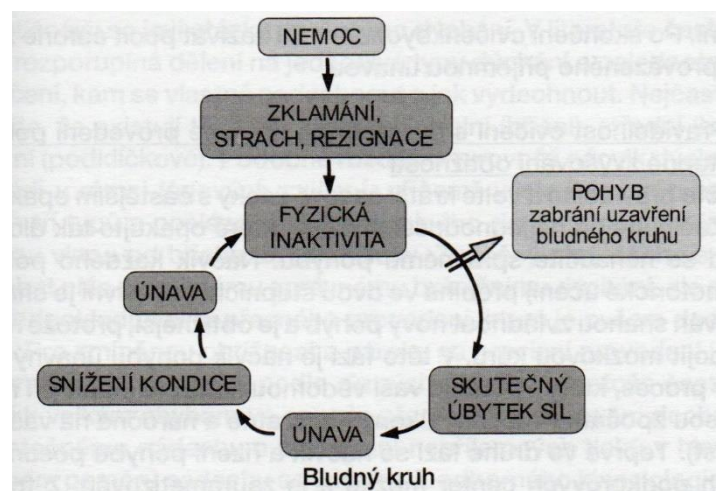 NEMOC
ZKLAMÁNÍ,
STRACH, REZIGNACE
FYZICKÁ
INAKTIVITA
POHYB
zabrání uzavření
bludného kruhu
ÚNAVA
SNÍŽENÍ KONDICE
ÚNAVA
SKUTEČNÝ
ÚBYTEK SIL
Bludný kruh